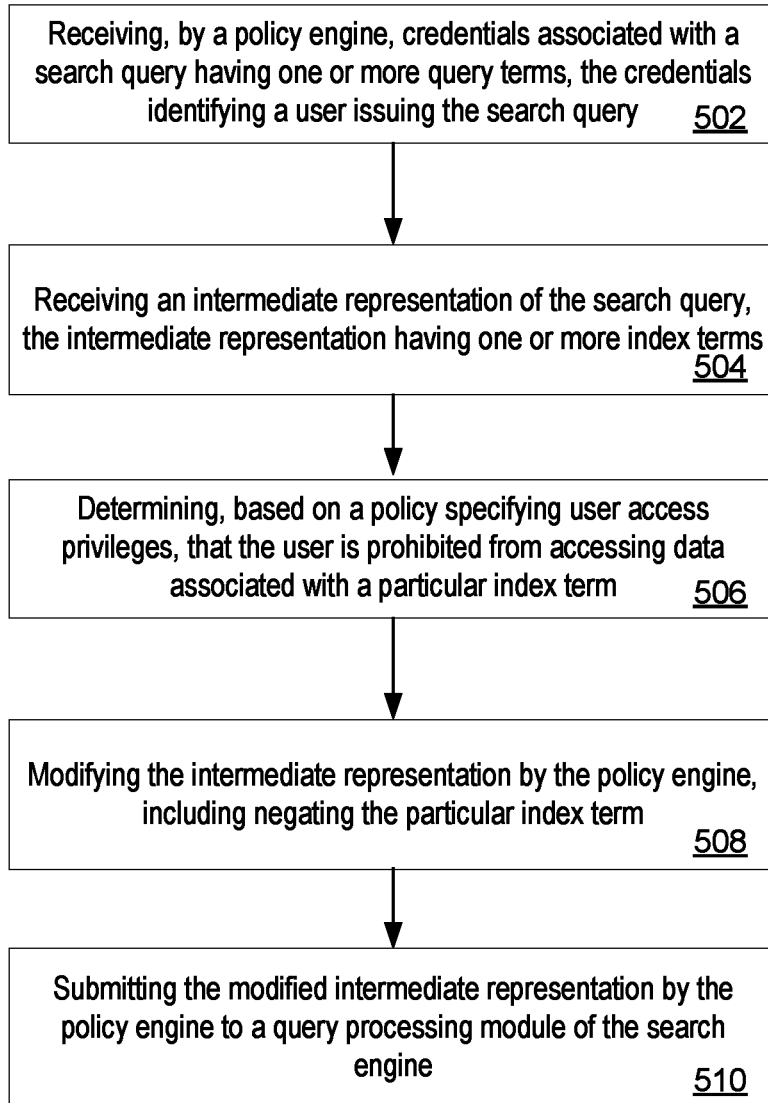 Receiving, by a policy engine, credentials associated with a
search query having one or more query terms, the credentials
identifying a user issuing the search query
502
Receiving an intermediate representation of the search query,
the intermediate representation having one or more index terms
504
Determining, based on a policy specifying user access
privileges, that the user is prohibited from accessing data
associated with a particular index term
506
Modifying the intermediate representation by the policy engine,
including negating the particular index term
508
Submitting the modified intermediate representation by the
policy engine to a query processing module of the search
engine
510